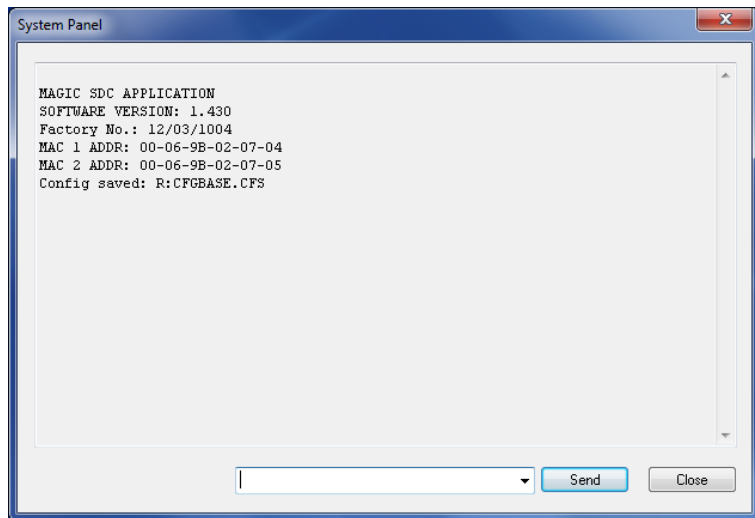 System Panel
MAGIC SDC APPLICATION
SOFTWARE VERSION: 1.430
Factory No.: 12/03/1004
MAC 1 ADDR: 00-06-9B-02-07-04
MAC 2 ADDR: 00-06-9B-02-07-05
Config saved: R:CFGBASE.CFS
Send
Close